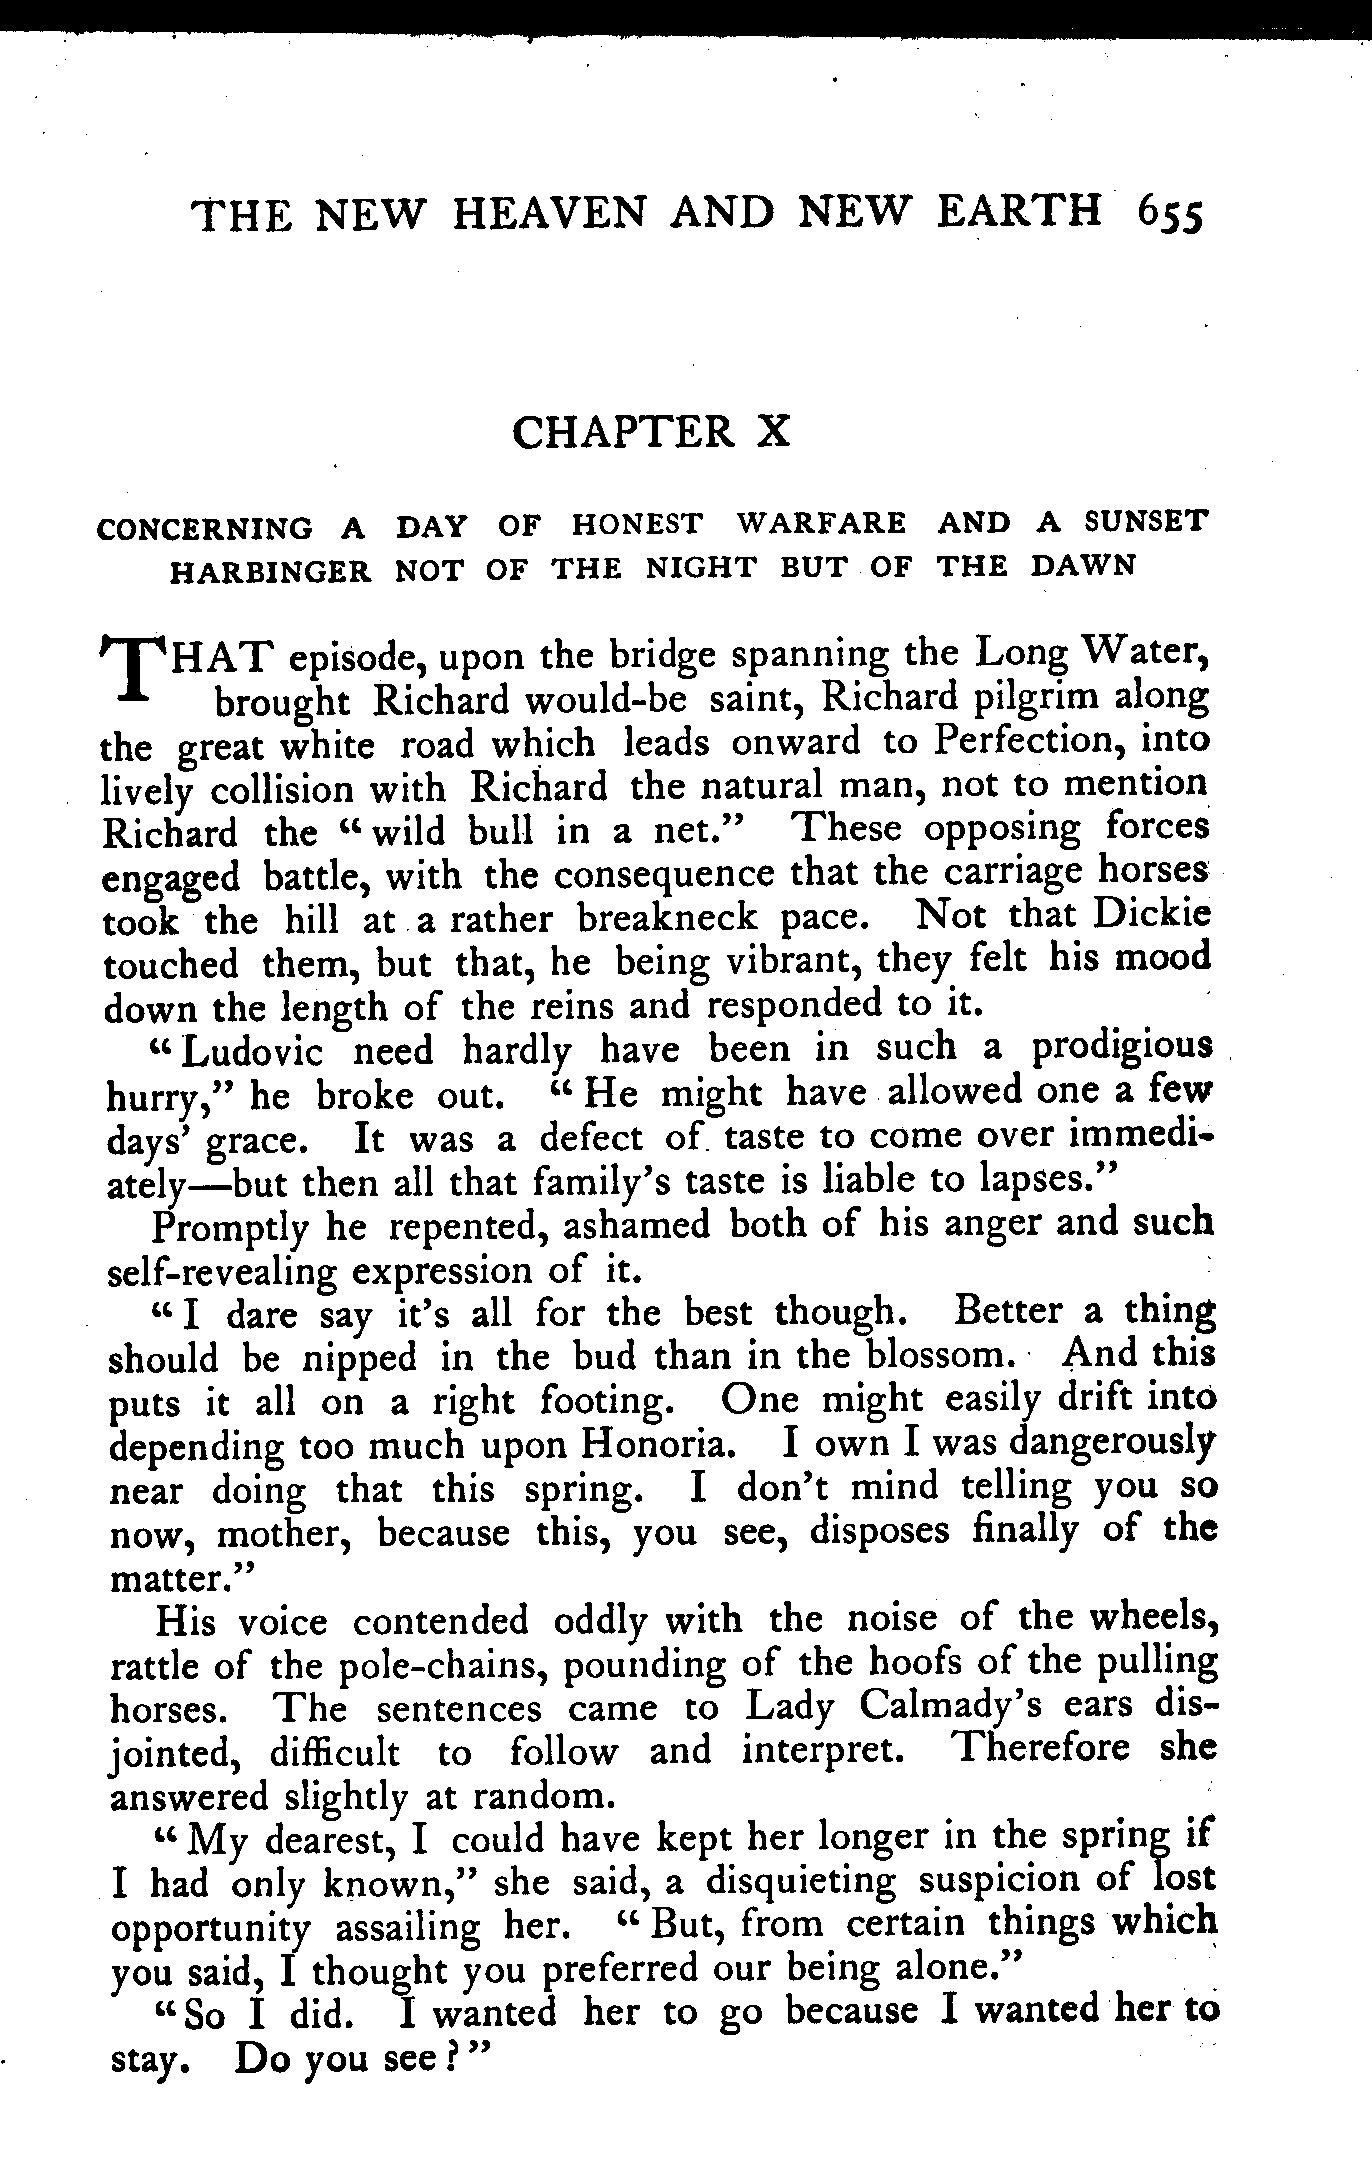 THE NEW HEAVEN AND NEW EARTH 655
CHAPTER X
CONCERNING A DAY OF HONEST WARFARE AND A SUNSET
HARBINGER NOT OF THE NIGHT BUT OF THE DAWN
THAT episode, upon the bridge spanning the Long Water,
brought Richard would-be saint, Richard pilgrim along
the great white road which leads onward to Perfection, into
lively collision with Richard the natural man, not to mention
Richard the “wild bull in a net.” These opposing forces
engaged battle, with the consequence that the carriage horses
took the hill at a rather breakneck pace. Not that Dickie
touched them, but that, he being vibrant, they felt his mood
down the length of the reins and responded to it.
“Ludovic need hardly have been in such a prodigious
hurry,” he broke out. “He might have allowed one a few
days’ grace. It was a defect of taste to come over immedi-
ately—but then all that family’s taste is liable to lapses.”
Promptly he repented, ashamed both of his anger and such
self-revealing expression of it.
“I dare say it’s all for the best though. Better a thing
should be nipped in the bud than in the blossom. And this
puts it all on a right footing. One might easily drift into
depending too much upon Honoria. I own I was dangerously
near doing that this spring. I don’t mind telling you so
now, mother, because this, you see, disposes finally of the
matter.”
His voice contended oddly with the noise of the wheels,
rattle of the pole-chains, pounding of the hoofs of the pulling
horses. The sentences came to Lady Calmady’s ears dis-
jointed, difficult to follow and interpret. Therefore she
answered slightly at random.
“My dearest, I could have kept her longer in the spring if
I had only known,” she said, a disquieting suspicion of lost
opportunity assailing her. “But, from certain things which
you said, I thought you preferred our being alone.”
“So I did. I wanted her to go because I wanted her to
stay. Do you see?”